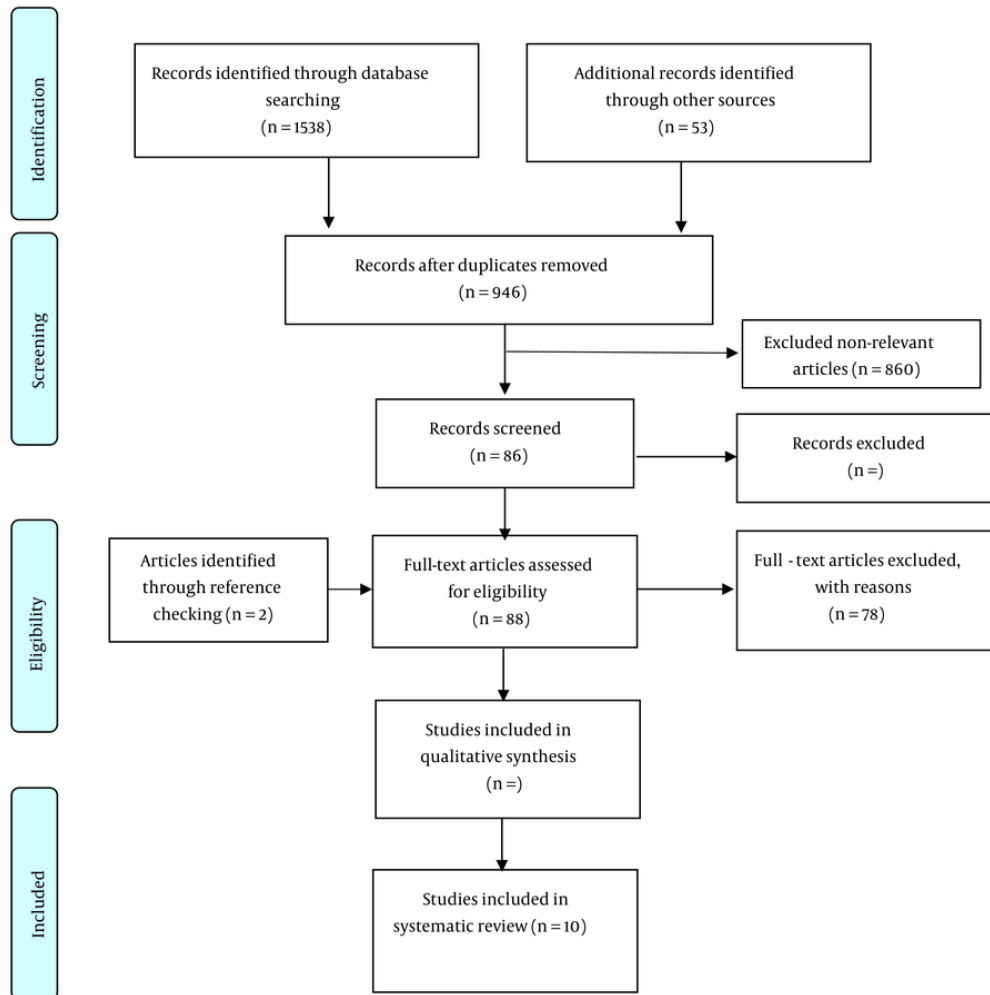 Identification
Records identified through database
searching
(n = 1538)
Additional records identified
through other sources
(n = 53)
Screening
Records after duplicates removed
(n = 946)
Excluded non-relevant
articles (n = 860)
Records screened
(n = 86)
Records excluded
(n =)
Eligibility
Articles identified
through reference
checking (n = 2)
Full-text articles assessed
for eligibility
(n = 88)
Full - text articles excluded,
with reasons
(n = 78)
Studies included in
qualitative synthesis
(n =)
Included
Studies included in
systematic review (n = 10)